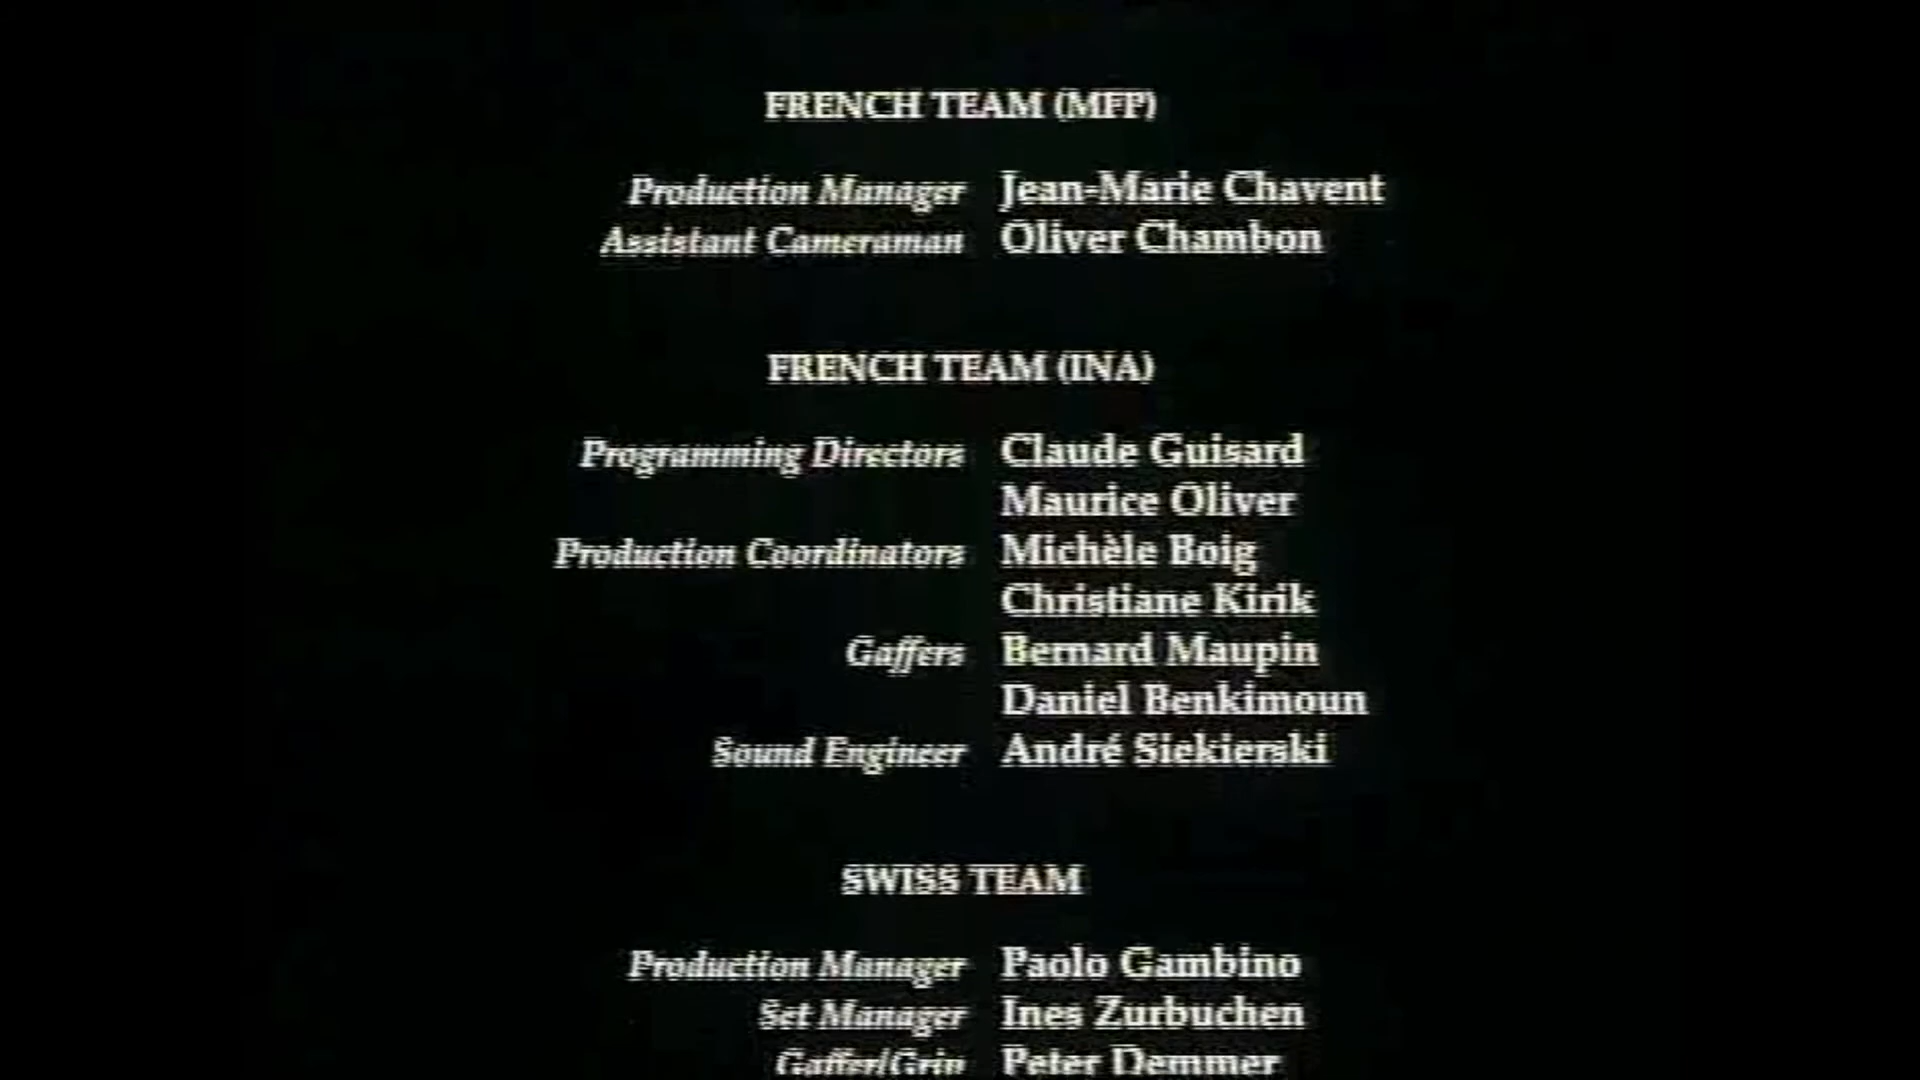 FRENCH TEAM (MFP)
Production Manager Jean-Marie Chavent
Assistant Cameraman Oliver Chambon
FRENCH TEAM (INA)
Programming Directors Claude Guisard
Maurice Oliver
Production Coordinators Michèle Boig
Christiane Kirik
Gaffers Bernard Maupin
Daniel Benkimoun
Sound Engineer André Siekierski
SWISS TEAM
Production Manager Paolo Gambino
Set Manager Ines Zurbuchen
Gaffer/Grip Peter Demmer